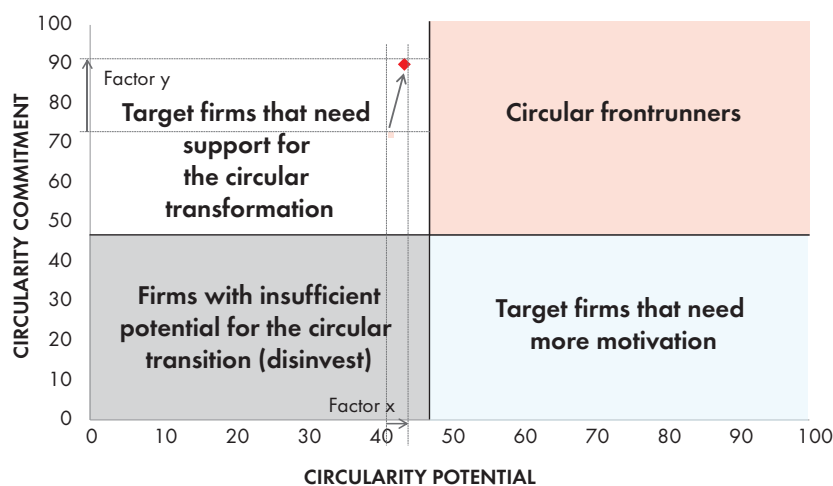 100
90
Factor y
80
Target firms that need
support for
the circular
transformation
Circular frontrunners
70
60
50
40
30
20
10
0
CIRCULARITY COMMITMENT
Firms with insufficient
potential for the circular
transition (disinvest)
Target firms that need
more motivation
Factor x
0 10 20 30 40 50 60 70 80 90 100
CIRCULARITY POTENTIAL